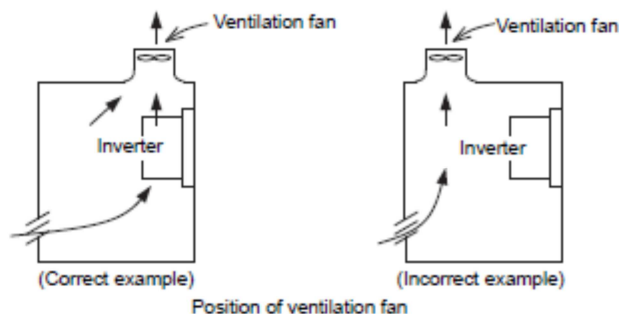 Ventilation fan
Inverter
(Correct example)
Ventilation fan
Inverter
(Incorrect example)
Position of ventilation fan